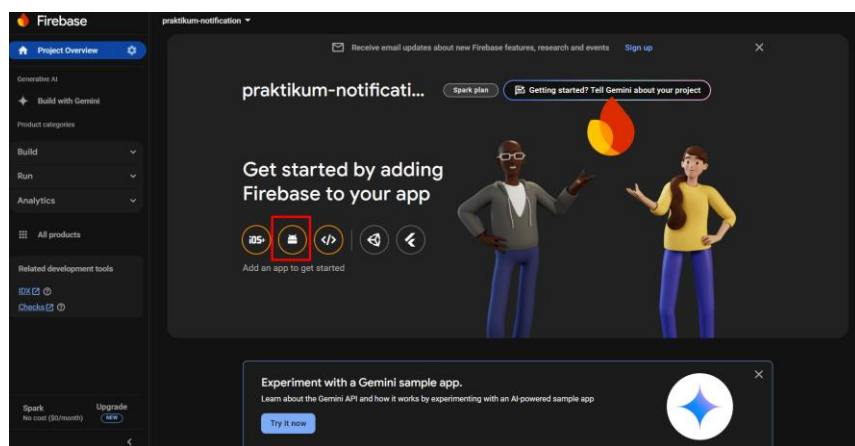 Firebase
praktikum-notification
Project Overview
Receive email updates about new Firebase features, research and events Sign up
Generative AI
Build with Gemini
Product categories
Build
Run
Analytics
All products
Related development tools
IDX
Checks
Spark
No cost ($0/month)
Upgrade
NEW
praktikum-notificati...
Spark plan
Getting started? Tell Gemini about your project
Get started by adding
Firebase to your app
iOS+
</>
Add an app to get started
Experiment with a Gemini sample app.
Learn about the Gemini API and how it works by experimenting with an AI-powered sample app
Try it now